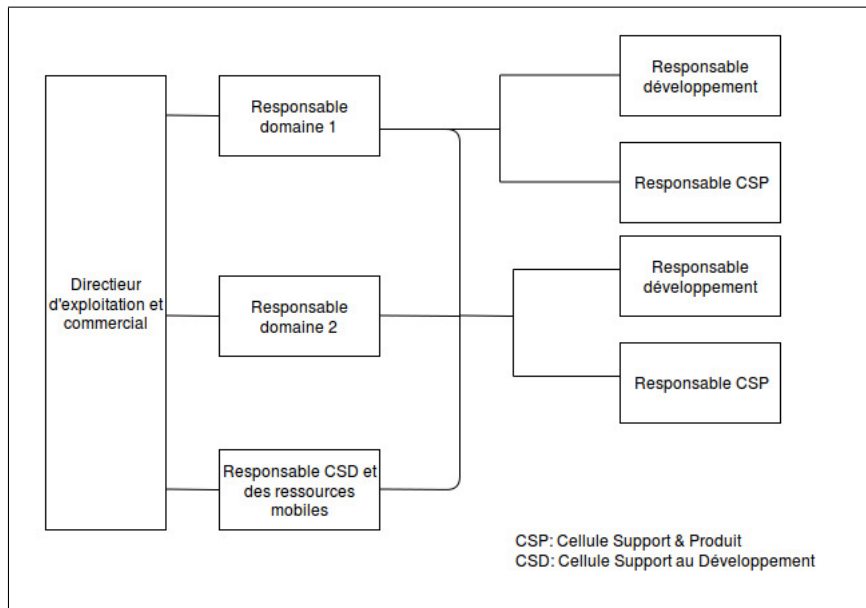 Directieur
d'exploitation et
commercial
Responsable
domaine 1
Responsable
domaine 2
Responsable CSD et
des ressources
mobiles
Responsable
développement
Responsable CSP
Responsable
développement
Responsable CSP
CSP: Cellule Support & Produit
CSD: Cellule Support au Développement